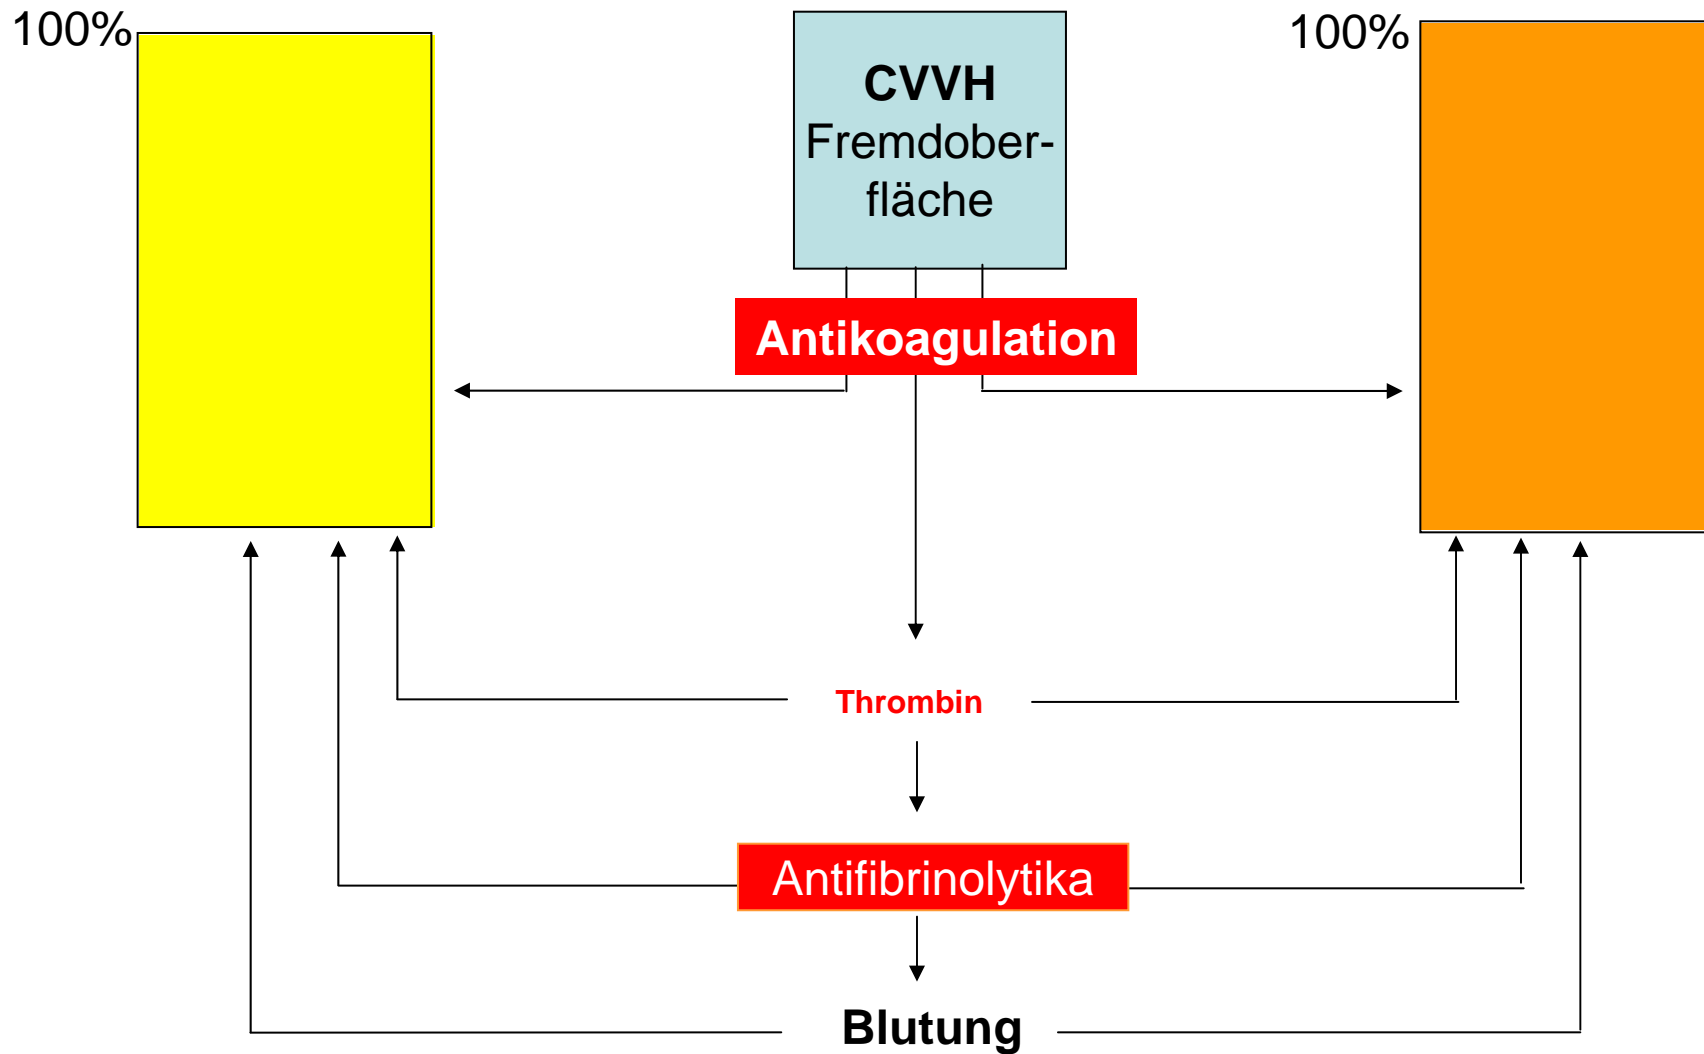 100%
CVVH
Fremdober-
fläche
100%
Antikoagulation
Thrombin
Antifibrinolytika
Blutung